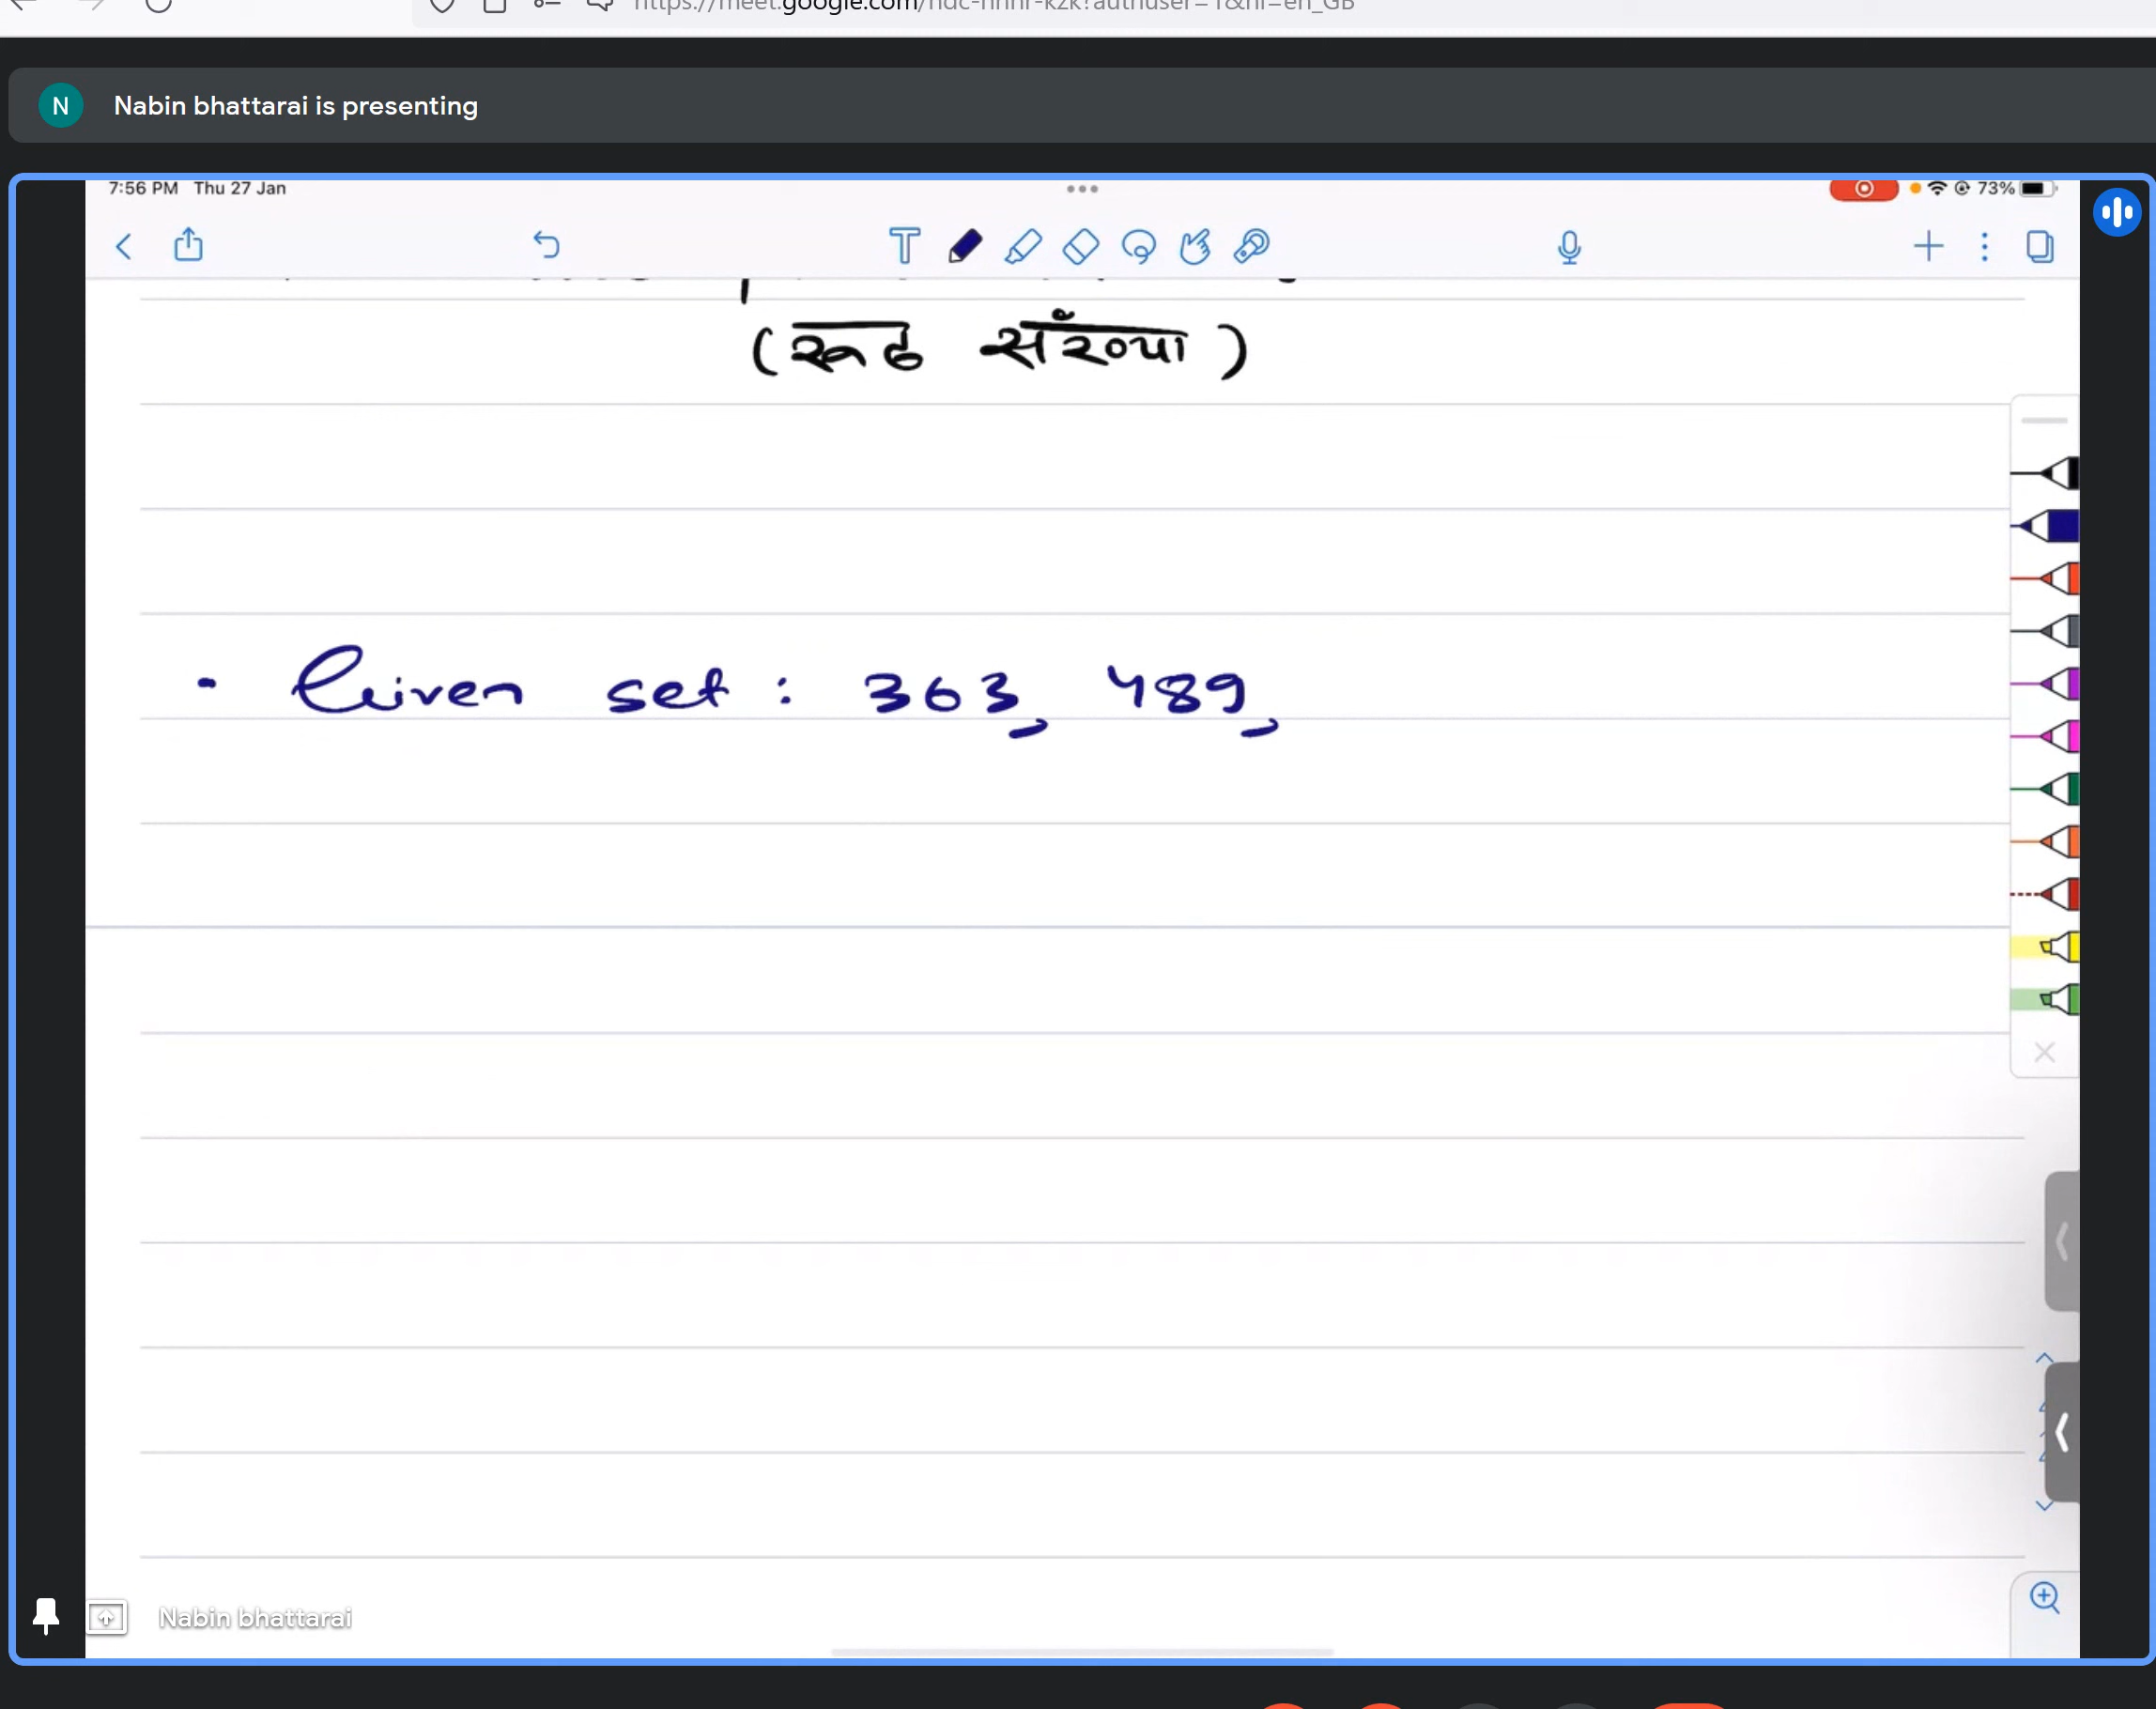 N Nabin bhattarai is presenting
7:56 PM Thu 27 Jan
73%
(रूढ सँख्या)
- Given set : 363, 489,
Nabin bhattarai